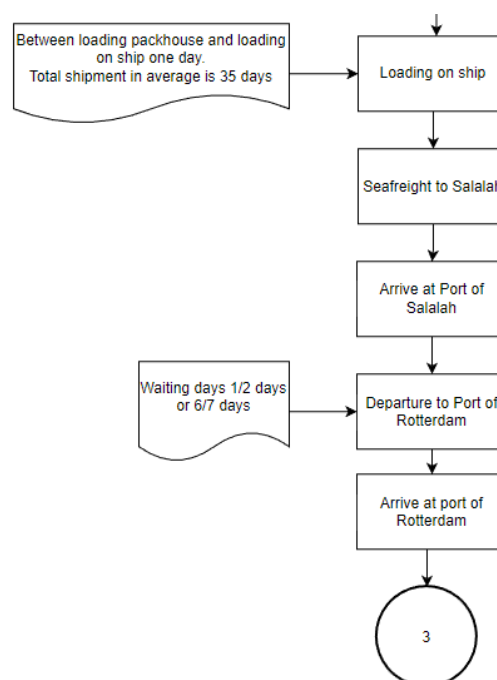 Between loading packhouse and loading
on ship one day.
Total shipment in average is 35 days
Loading on ship
Seafreight to Salalah
Arrive at Port of
Salalah
Waiting days 1/2 days
or 6/7 days
Departure to Port of
Rotterdam
Arrive at port of
Rotterdam
3